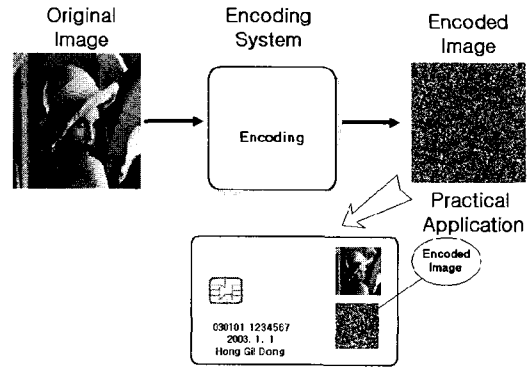 Original
Image
Encoding
System
Encoded
Image
Encoding
Practical
Application
Encoded
Image
030101 1234567
2003. 1. 1
Hong Gil Dong